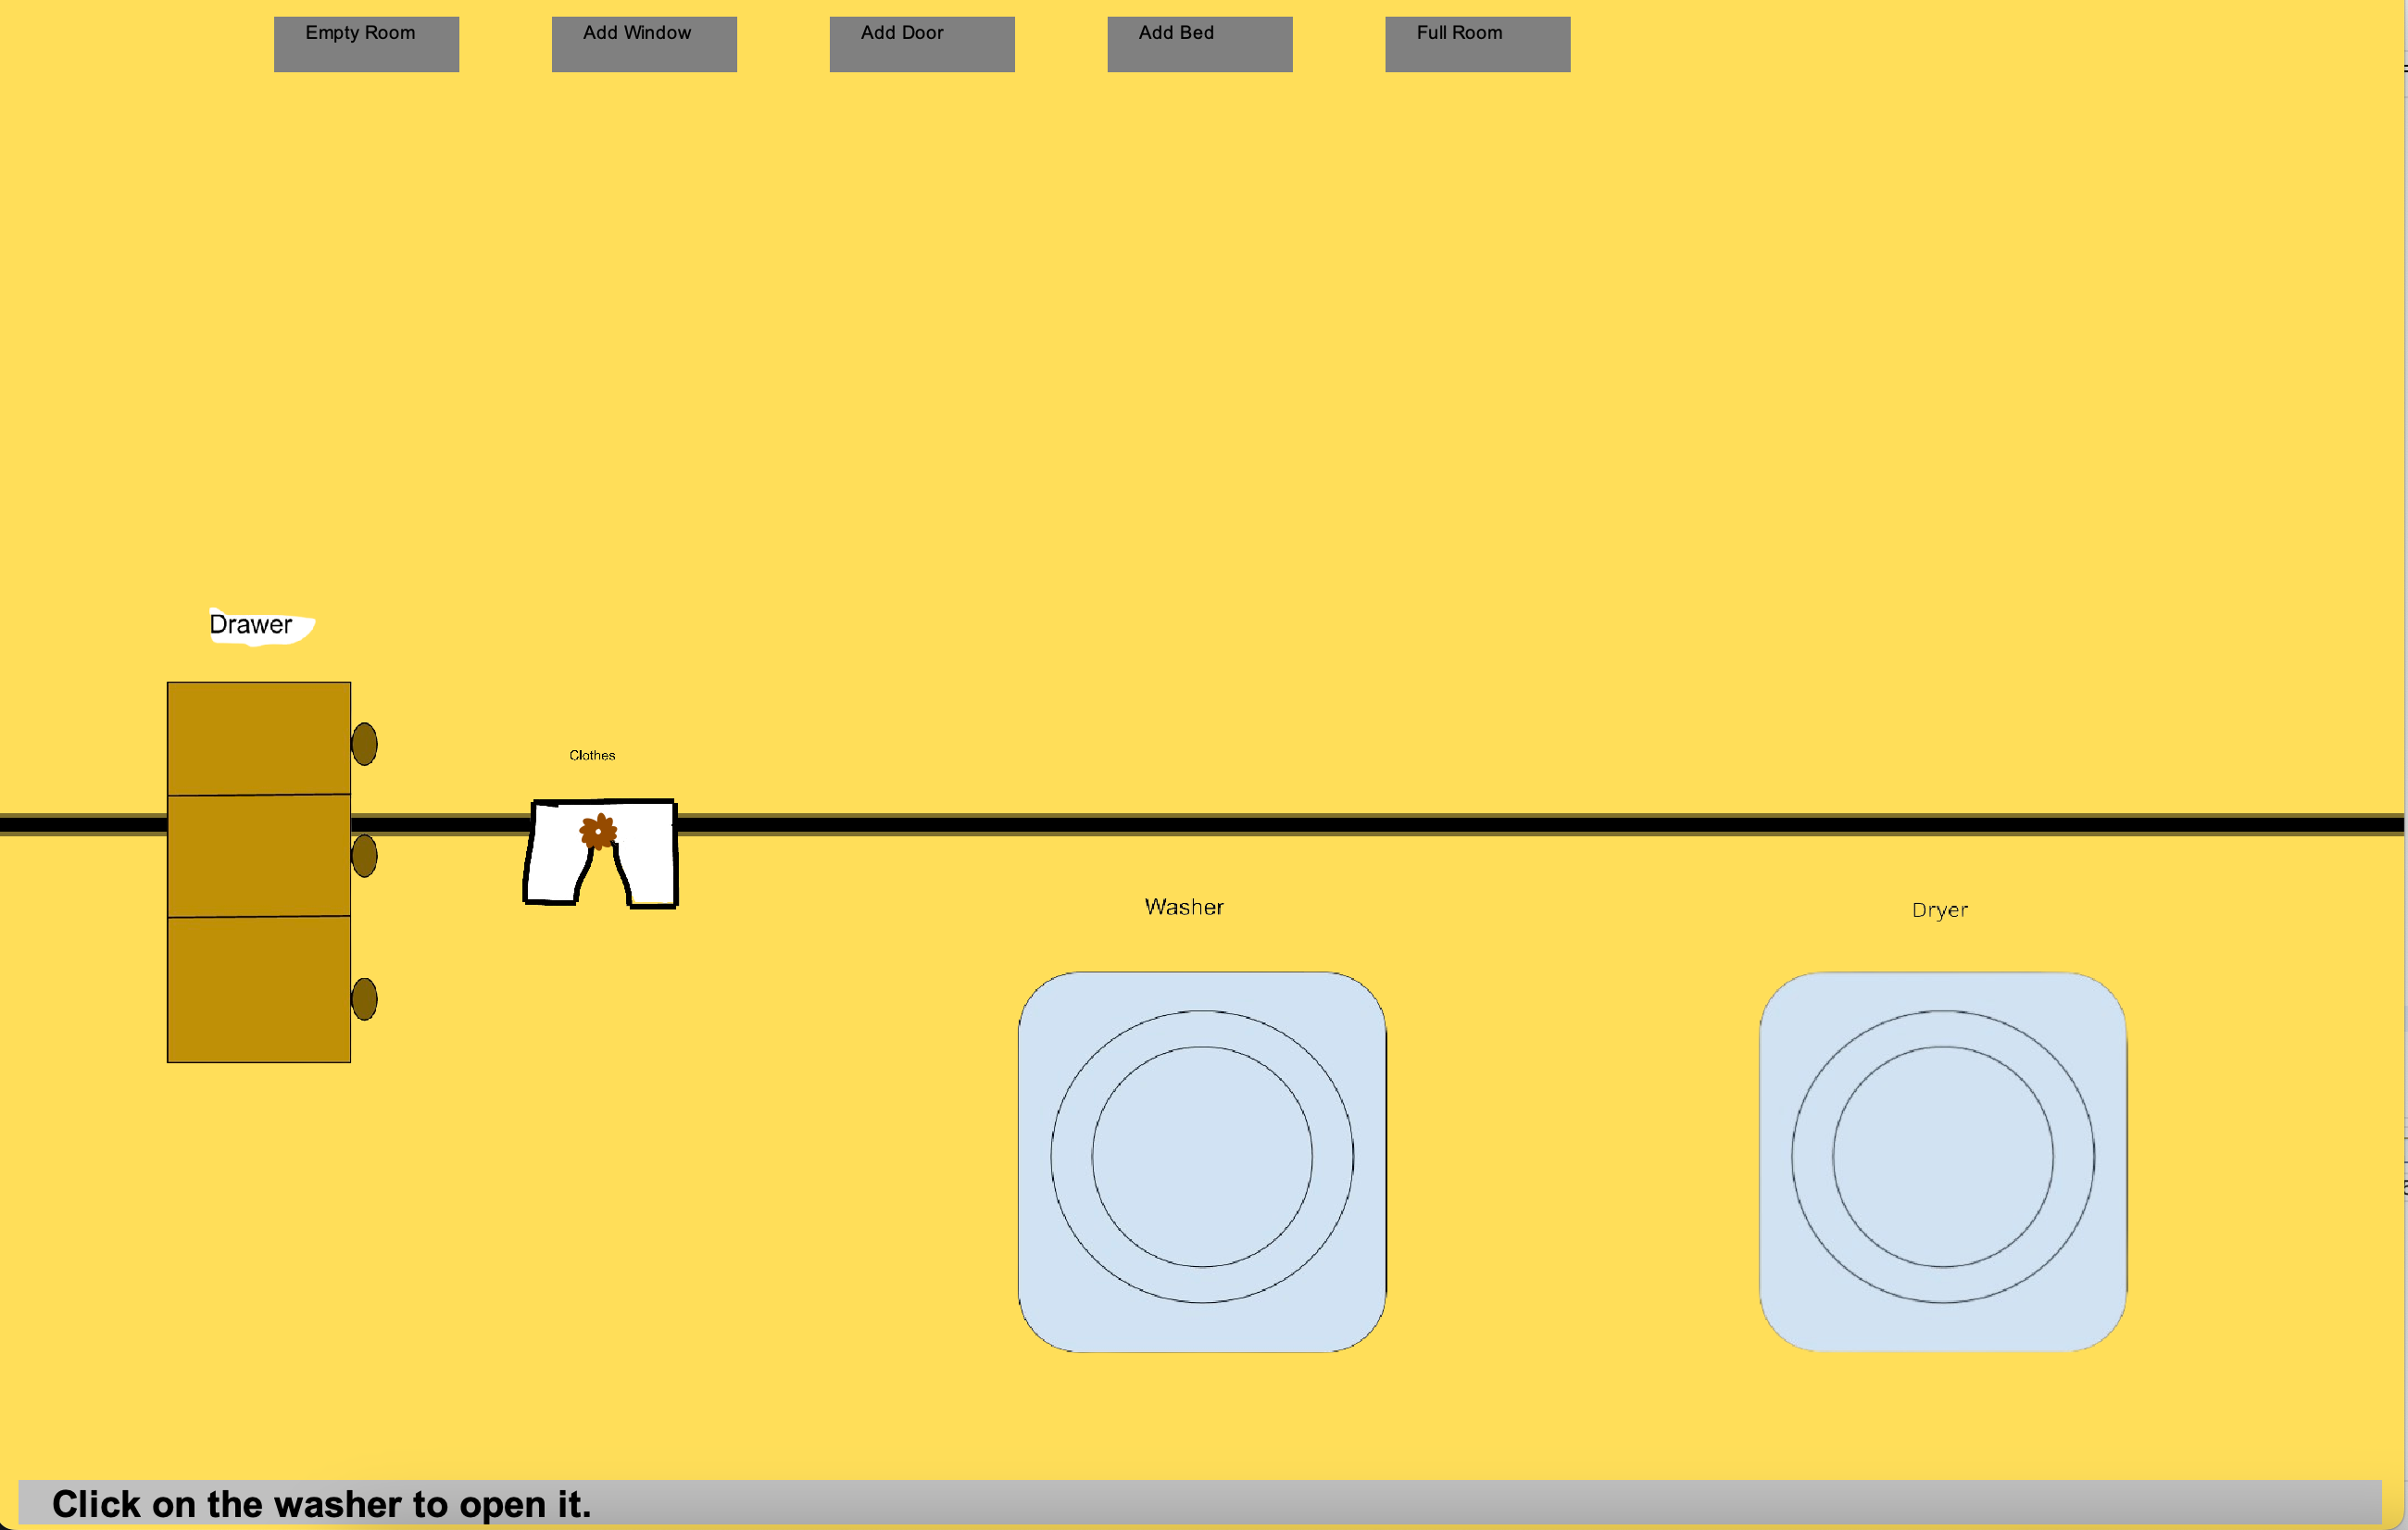 Empty Room
Add Window
Add Door
Add Bed
Full Room
Drawer
Clothes
Washer
Dryer
Click on the washer to open it.